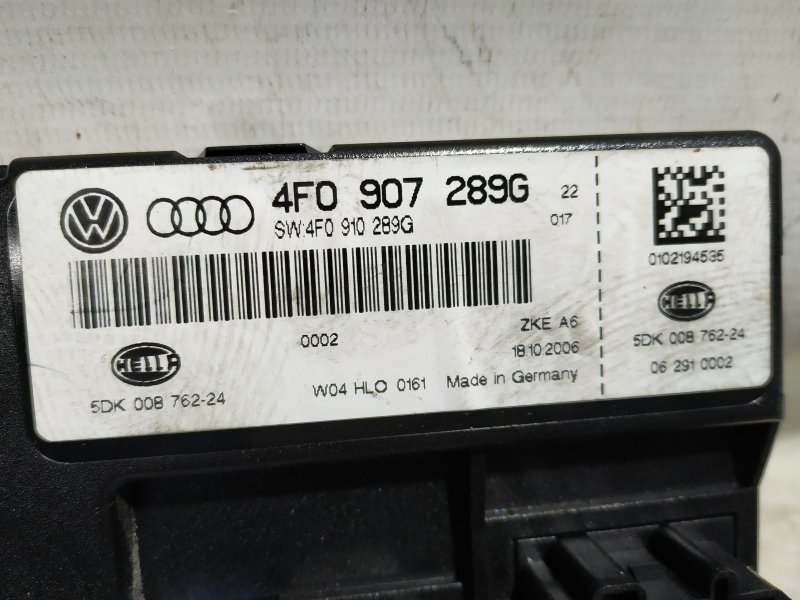 4F0 907 289G 22
SW:4F0 910 289G 017
0002
ZKE A6
18.10.2006
HELLA
5DK 008 762-24
W04 HLO 0161 Made in Germany
0102194535
HELLA
5DK 008 762-24
06 291 0002